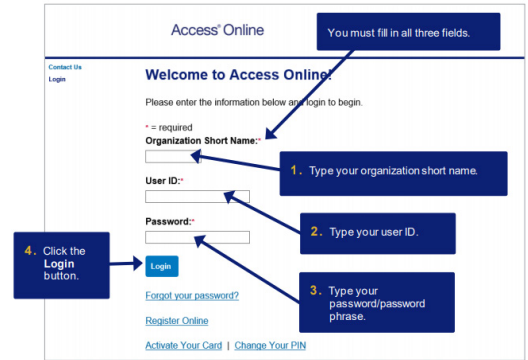 Access® Online
You must fill in all three fields.
Contact Us
Login
Welcome to Access Online!
Please enter the information below and login to begin.
* = required
Organization Short Name:*
1. Type your organization short name.
User ID:*
2. Type your user ID.
Password:*
3. Type your
password/password
phrase.
4. Click the
Login
button.
Login
Forgot your password?
Register Online
Activate Your Card | Change Your PIN